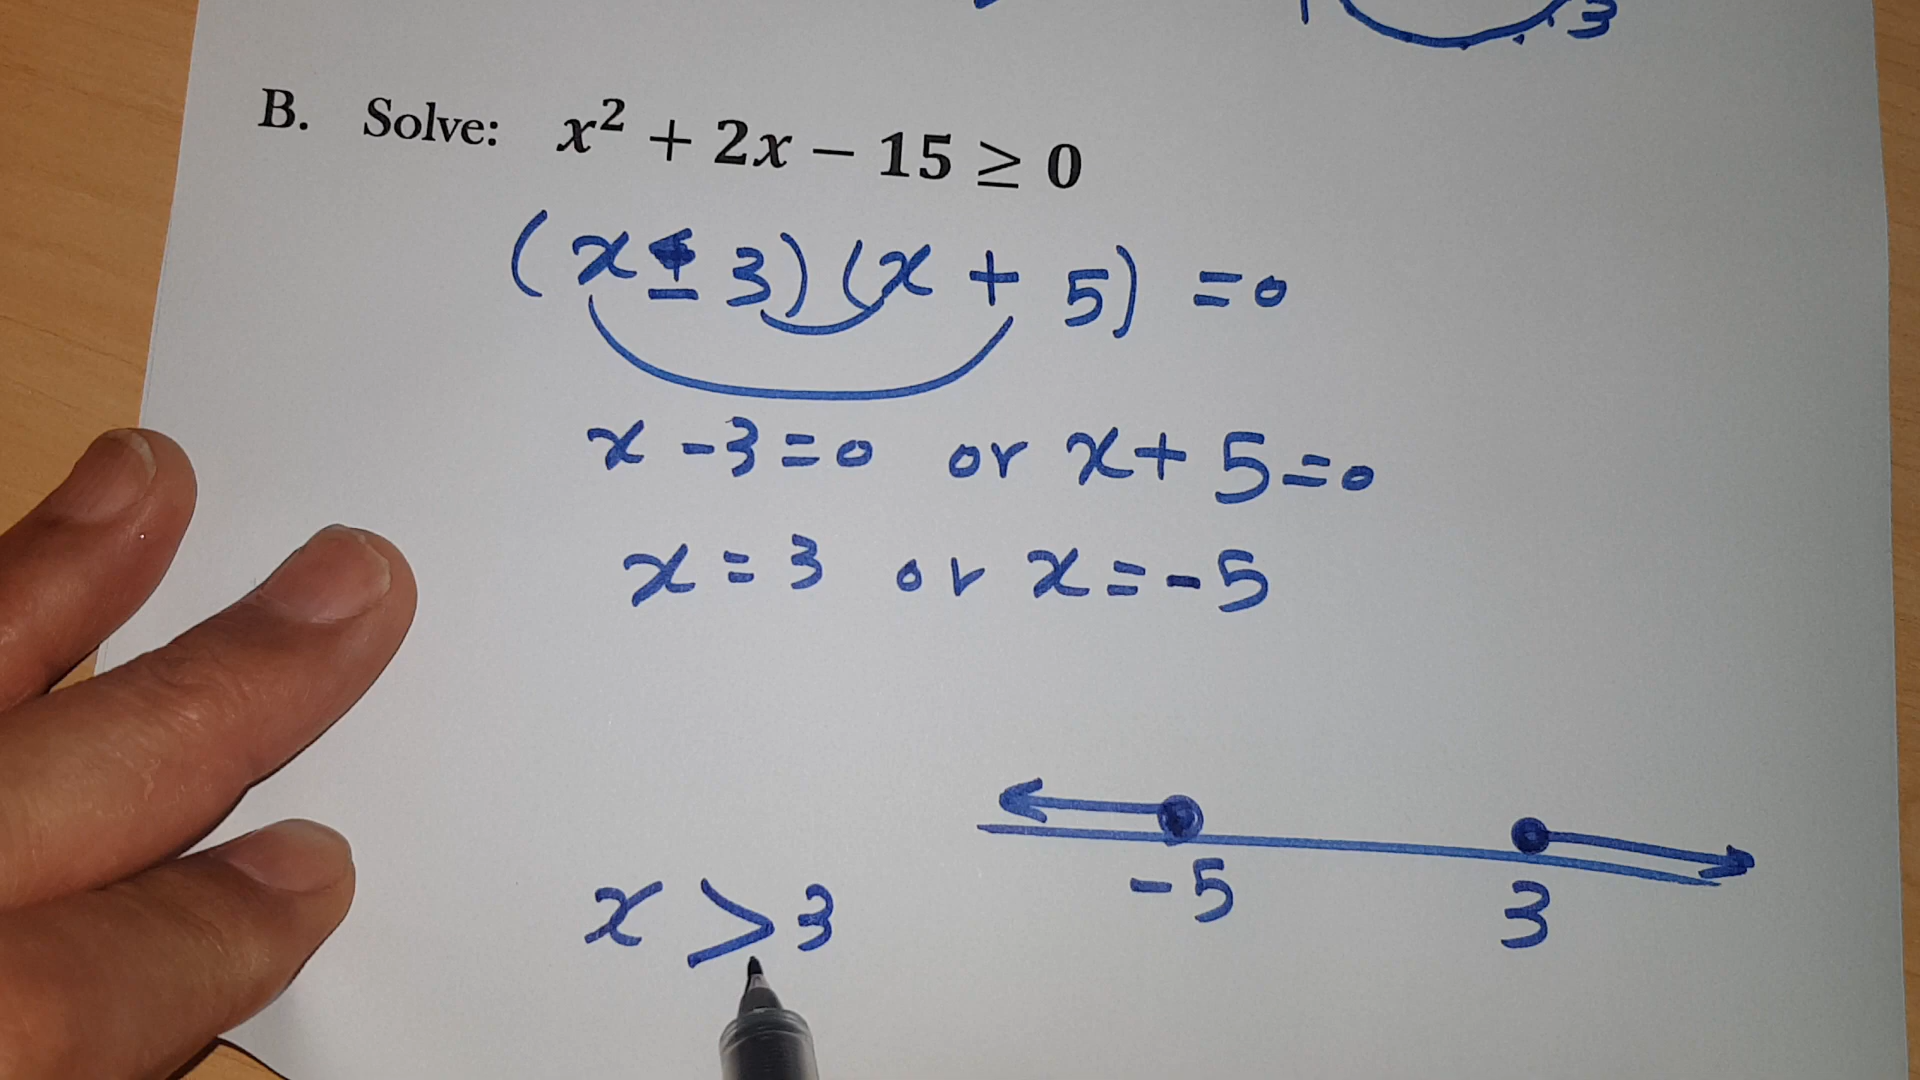 3
B. Solve: x² + 2x − 15 ≥ 0
(x ± 3)(x + 5) = 0
x - 3 = 0 or x + 5 = 0
x = 3 or x = -5
-5 3
x > 3